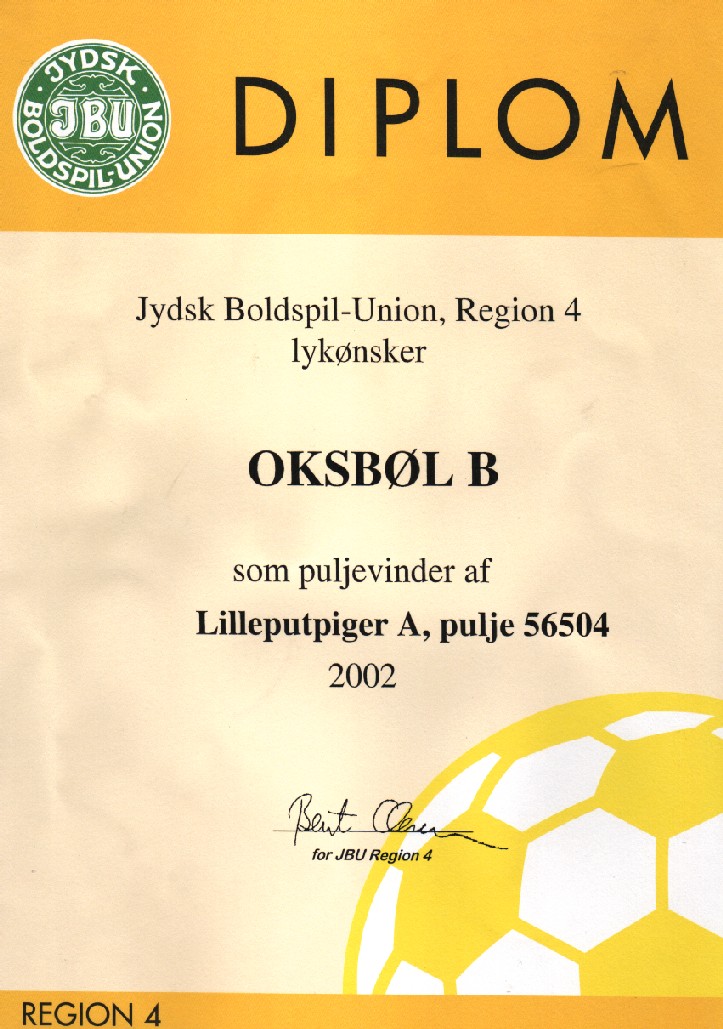 JYDSK
BOLDSPIL-UNION
JBU
DIPLOM
Jydsk Boldspil-Union, Region 4
lykønsker
OKSBØL B
som puljevinder af
Lilleputpiger A, pulje 56504
2002
Bent
for JBU Region 4
REGION 4